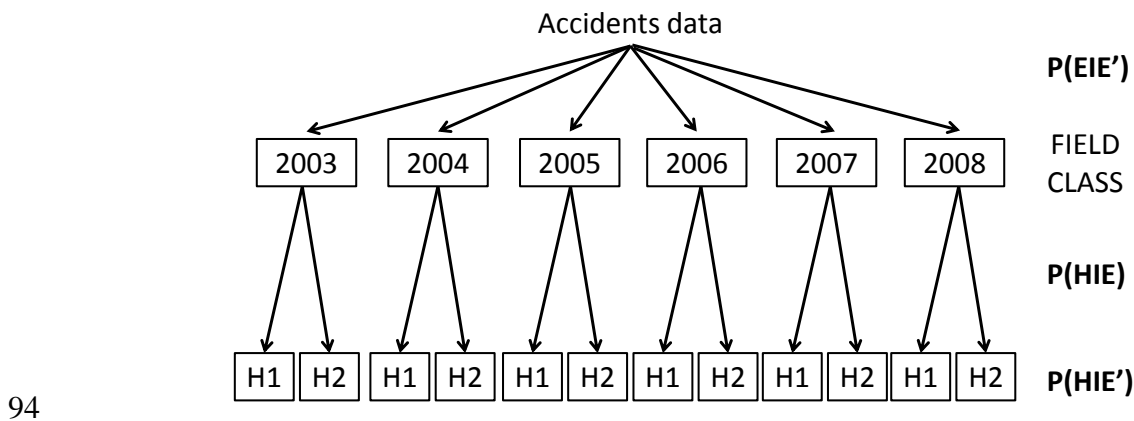 Accidents data
P(EIE’)
2003 2004 2005 2006 2007 2008
FIELD
CLASS
P(HIE)
H1 H2 H1 H2 H1 H2 H1 H2 H1 H2 H1 H2
P(HIE’)
94